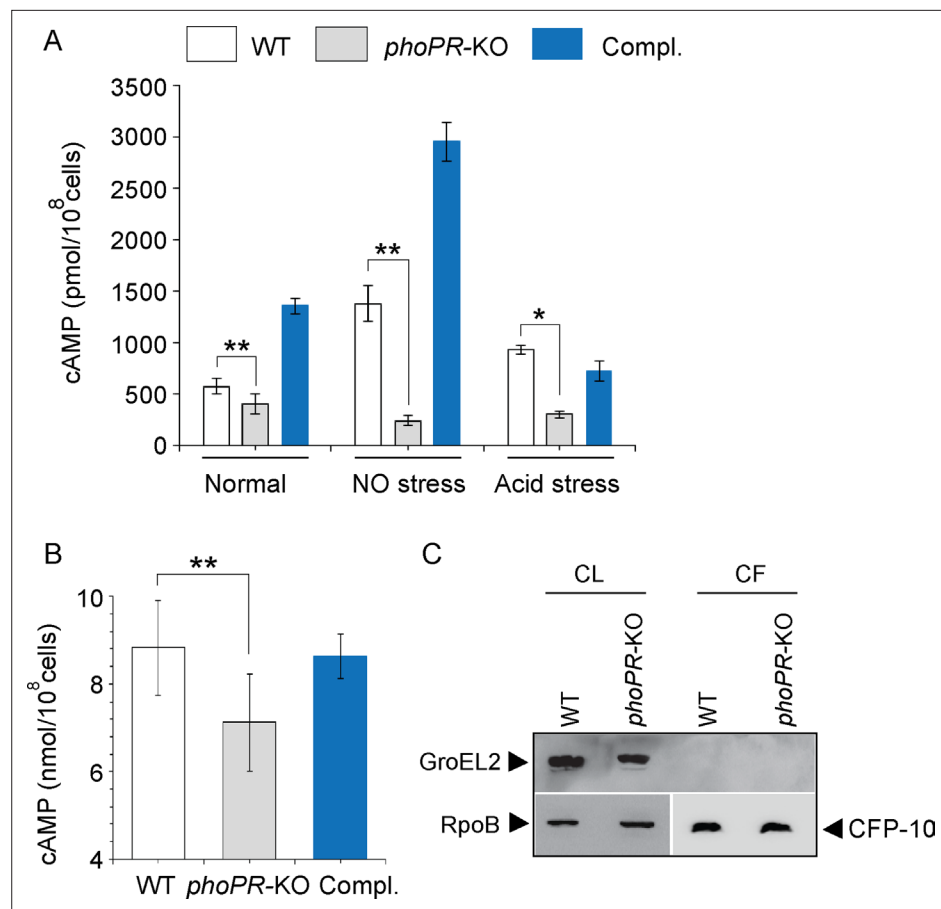 A
WT phoPR-KO Compl.
cAMP (pmol/10^8 cells)
3500
3000
2500
2000
1500
1000
500
0
**
**
*
Normal NO stress Acid stress
B
cAMP (nmol/10^8 cells)
10
8
6
4
**
WT phoPR-KO Compl.
C
CL CF
WT phoPR-KO WT phoPR-KO
GroEL2
RpoB CFP-10